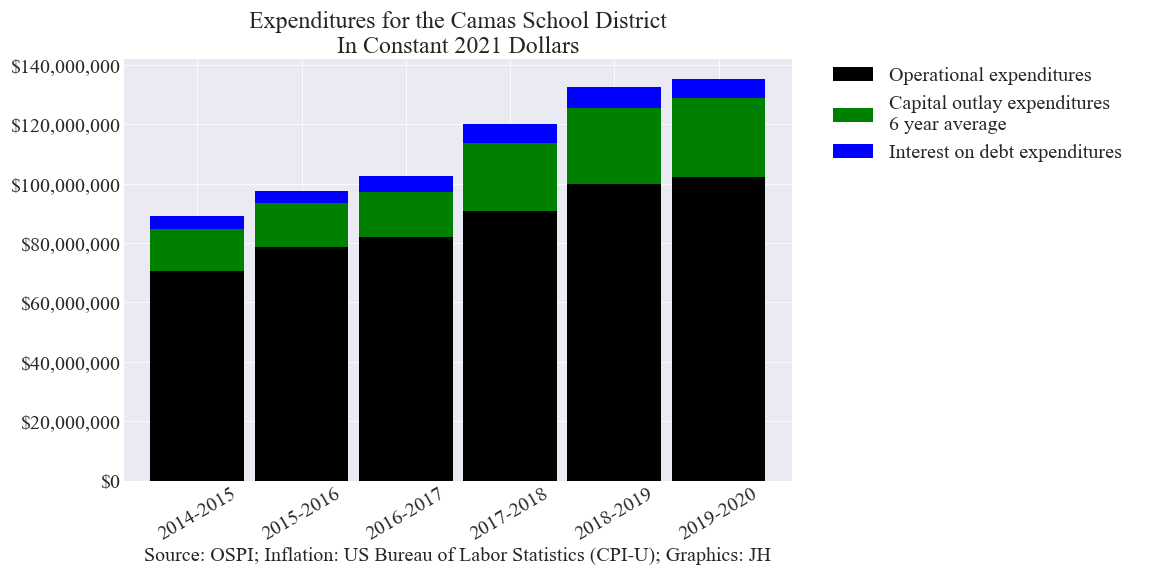 Expenditures for the Camas School District
In Constant 2021 Dollars
$140,000,000
$120,000,000
$100,000,000
$80,000,000
$60,000,000
$40,000,000
$20,000,000
$0
2014-2015
2015-2016
2016-2017
2017-2018
2018-2019
2019-2020
Source: OSPI; Inflation: US Bureau of Labor Statistics (CPI-U); Graphics: JH
Operational expenditures
Capital outlay expenditures
6 year average
Interest on debt expenditures